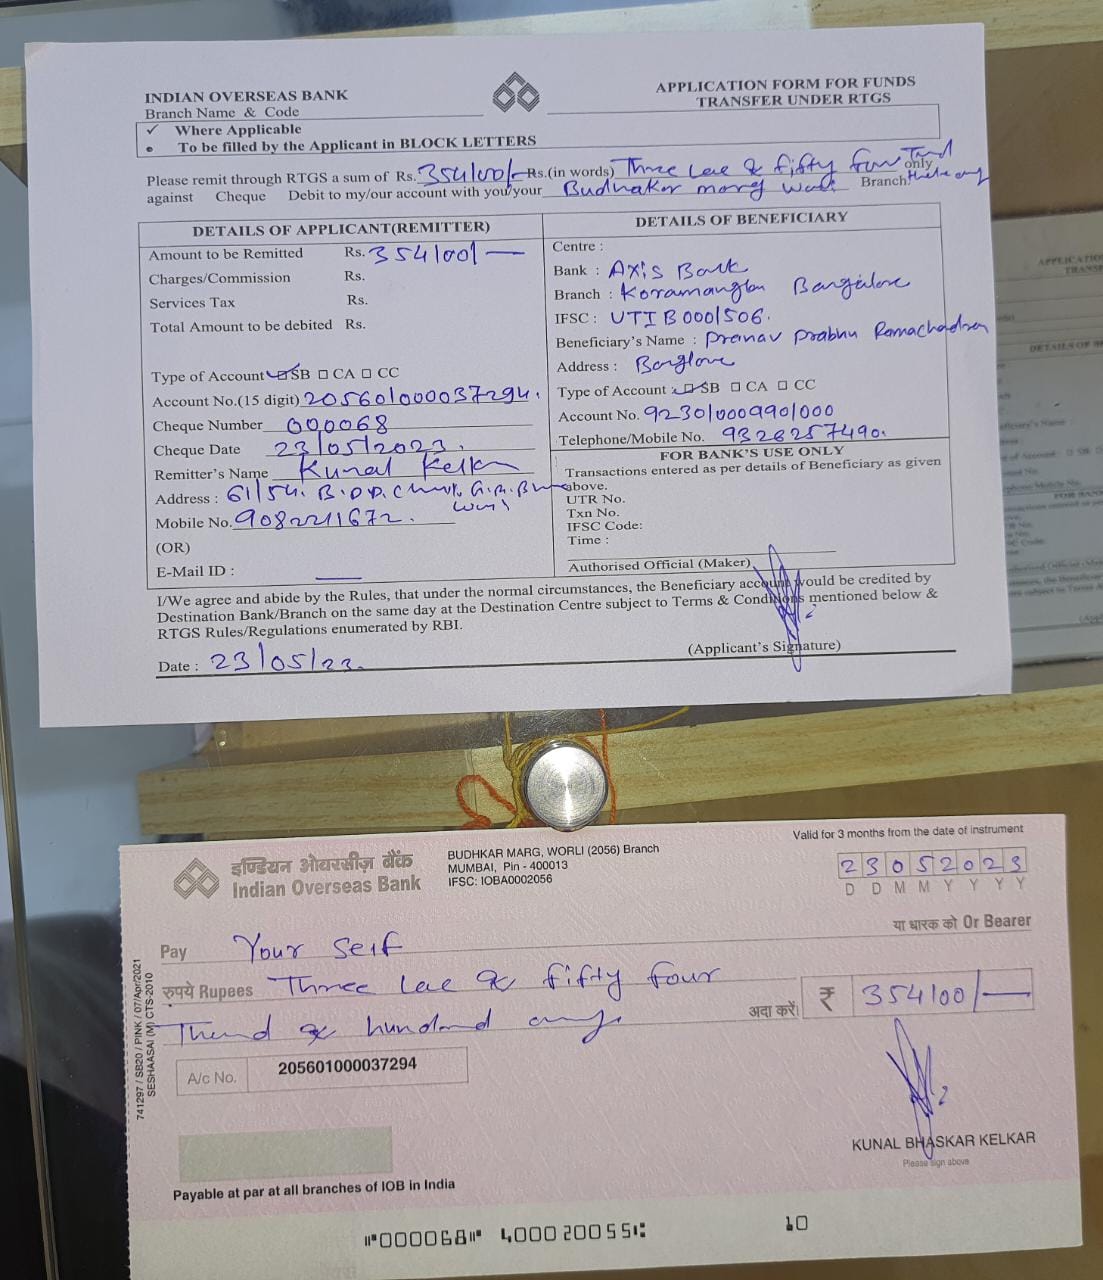 INDIAN OVERSEAS BANK
Branch Name & Code
APPLICATION FORM FOR FUNDS
TRANSFER UNDER RTGS
✓ Where Applicable
• To be filled by the Applicant in BLOCK LETTERS
Please remit through RTGS a sum of Rs. 354100/- Rs.(in words) Three Lac & fifty four only
against Cheque Debit to my/our account with you/your Budhakar marg Branch.
DETAILS OF APPLICANT(REMITTER)
Amount to be Remitted Rs. 354100/—
Charges/Commission Rs.
Services Tax Rs.
Total Amount to be debited Rs.
Type of Account SB CA CC
Account No.(15 digit) 205601000037294.
Cheque Number 000068
Cheque Date 23/05/2023.
Remitter's Name Kunal Kelkar
Address : 61/54. B.D.D. G.M.
Mobile No. 9082211672.
(OR)
E-Mail ID : —
DETAILS OF BENEFICIARY
Centre :
Bank : Axis Bank
Branch : Koramangla Bangalore
IFSC : UTIB0001506.
Beneficiary's Name : Pranav Prabhu Ramachadran
Address : Banglore
Type of Account : SB CA CC
Account No. 923010009901000
Telephone/Mobile No. 9326257490.
FOR BANK'S USE ONLY
Transactions entered as per details of Beneficiary as given
above.
UTR No.
Txn No.
IFSC Code:
Time :
Authorised Official (Maker)
I/We agree and abide by the Rules, that under the normal circumstances, the Beneficiary account would be credited by
Destination Bank/Branch on the same day at the Destination Centre subject to Terms & Conditions mentioned below &
RTGS Rules/Regulations enumerated by RBI.
Date : 23/05/23.
(Applicant's Signature)
इण्डियन ओवरसीज़ बैंक
Indian Overseas Bank
BUDHKAR MARG, WORLI (2056) Branch
MUMBAI, Pin - 400013
IFSC: IOBA0002056
Valid for 3 months from the date of instrument
23052023
D D M M Y Y Y Y
या धारक को Or Bearer
Pay Your Self
रुपये Rupees Three Lac & fifty four
& hundand only.
अदा करें ₹ 354100/—
A/c No. 205601000037294
741297 / SB20 / PINK / 07/Apr/2021
SESHAASAI (M) CTS-2010
KUNAL BHASKAR KELKAR
Please sign above
Payable at par at all branches of IOB in India
⑈000068⑈ 400020055⑆ 10